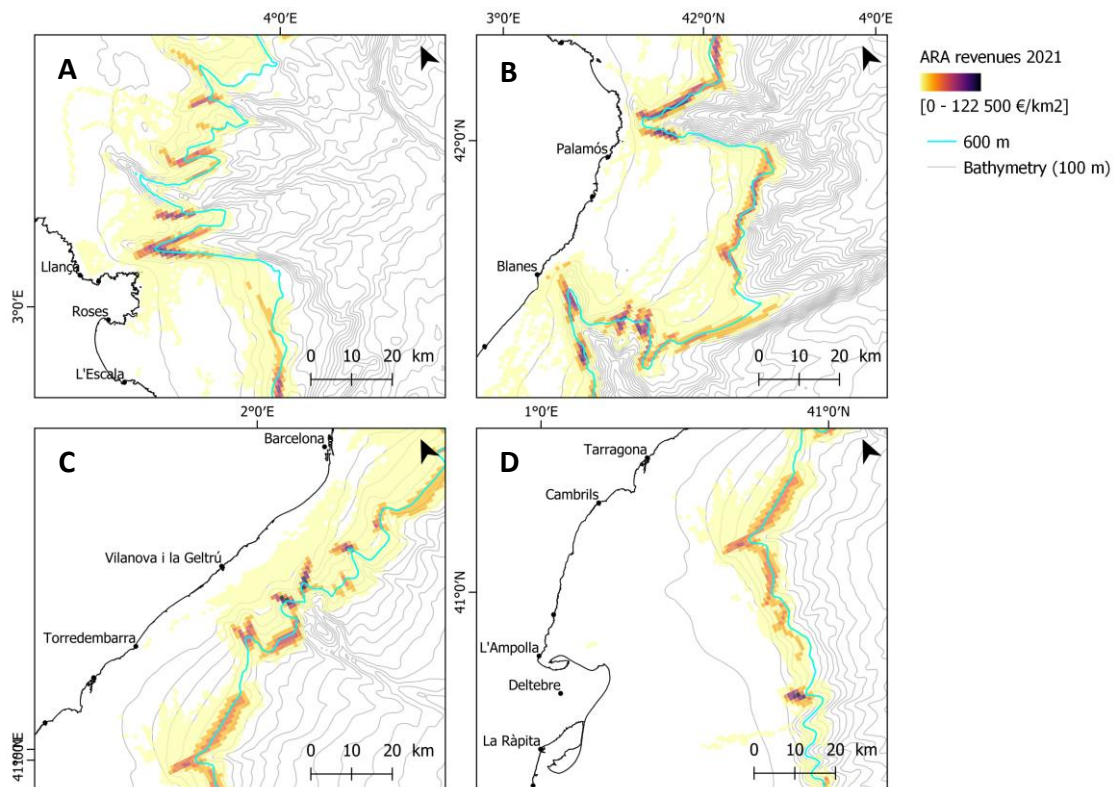 4°0'E
3°0'E
42°0'N
4°0'E
A
B
ARA revenues 2021
[0 - 122 500 €/km2]
600 m
Bathymetry (100 m)
42°0'N
Palamós
Llançà
Blanes
3°0'E
Roses
L'Escala
0 10 20 km
0 10 20 km
2°0'E
1°0'E
41°0'N
C
Barcelona
D
Tarragona
Cambrils
Vilanova i la Geltrú
41°0'N
Torredembarra
L'Ampolla
Deltebre
La Ràpita
0 10 20 km
0 10 20 km